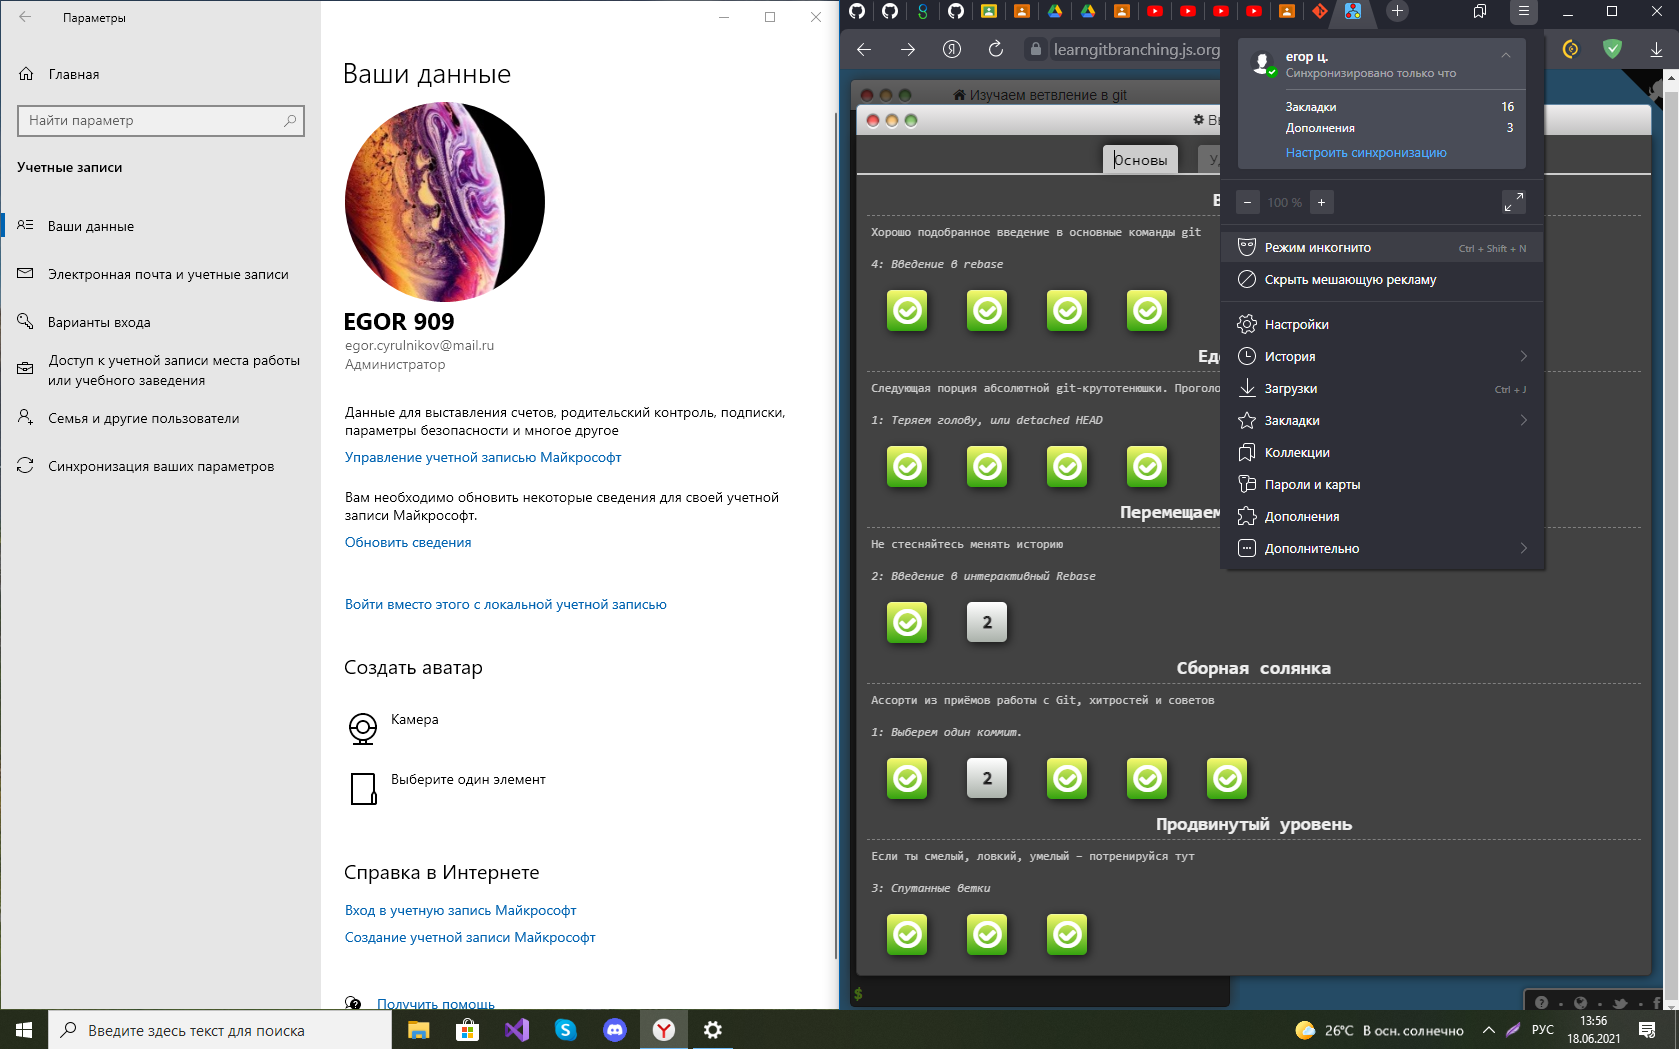 Параметры
Главная
Найти параметр
Учетные записи
Ваши данные
Электронная почта и учетные записи
Варианты входа
Доступ к учетной записи места работы
или учебного заведения
Семья и другие пользователи
Синхронизация ваших параметров
Ваши данные
EGOR 909
egor.cyrulnikov@mail.ru
Администратор
Данные для выставления счетов, родительский контроль, подписки,
параметры безопасности и многое другое
Управление учетной записью Майкрософт
Вам необходимо обновить некоторые сведения для своей учетной
записи Майкрософт.
Обновить сведения
Войти вместо этого с локальной учетной записью
Создать аватар
Камера
Выберите один элемент
Справка в Интернете
Вход в учетную запись Майкрософт
Создание учетной записи Майкрософт
Получить помощь
learngitbranching.js.org
Изучаем ветвление в git
Основы
Хорошо подобранное введение в основные команды git
4: Введение в rebase
Следующая порция абсолютной git-крутотенюшки. Проголо
1: Теряем голову, или detached HEAD
Перемещаем
Не стесняйтесь менять историю
2: Введение в интерактивный Rebase
2
Сборная солянка
Ассорти из приёмов работы с Git, хитростей и советов
1: Выберем один коммит.
2
Продвинутый уровень
Если ты смелый, ловкий, умелый – потренируйся тут
3: Спутанные ветки
$
егор ц.
Синхронизировано только что
Закладки 16
Дополнения 3
Настроить синхронизацию
– 100 % +
Режим инкогнито Ctrl + Shift + N
Скрыть мешающую рекламу
Настройки
История
Загрузки Ctrl + J
Закладки
Коллекции
Пароли и карты
Дополнения
Дополнительно
Введите здесь текст для поиска
26°C В осн. солнечно
РУС
13:56
18.06.2021